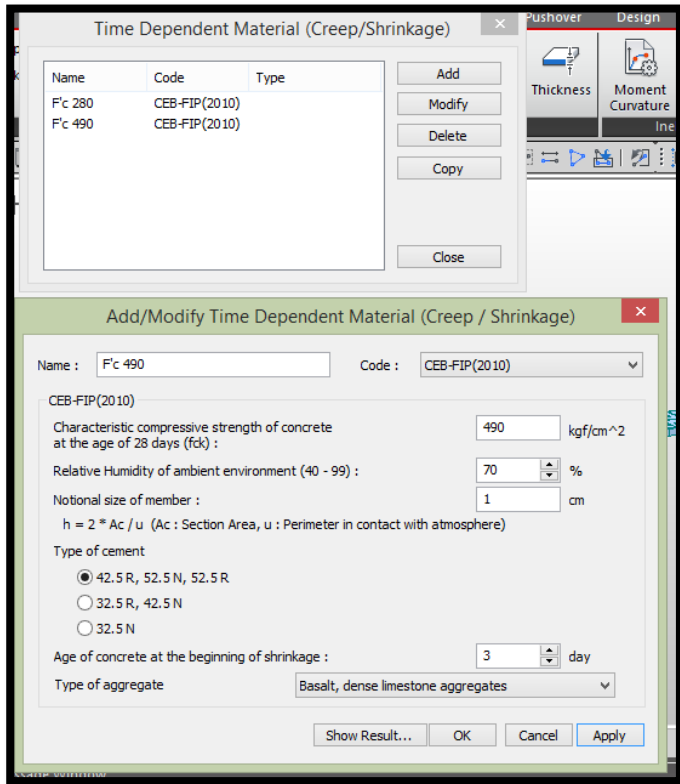 Pushover Design
Time Dependent Material (Creep/Shrinkage)
Name Code Type
F'c 280 CEB-FIP(2010)
F'c 490 CEB-FIP(2010)
Add
Modify
Delete
Copy
Close
Thickness
Moment
Curvature
Ine
Add/Modify Time Dependent Material (Creep / Shrinkage)
Name : F'c 490 Code : CEB-FIP(2010)
CEB-FIP(2010)
Characteristic compressive strength of concrete
at the age of 28 days (fck) : 490 kgf/cm^2
Relative Humidity of ambient environment (40 - 99) : 70 %
Notional size of member : 1 cm
h = 2 * Ac / u (Ac : Section Area, u : Perimeter in contact with atmosphere)
Type of cement
42.5 R, 52.5 N, 52.5 R
32.5 R, 42.5 N
32.5 N
Age of concrete at the beginning of shrinkage : 3 day
Type of aggregate Basalt, dense limestone aggregates
Show Result... OK Cancel Apply